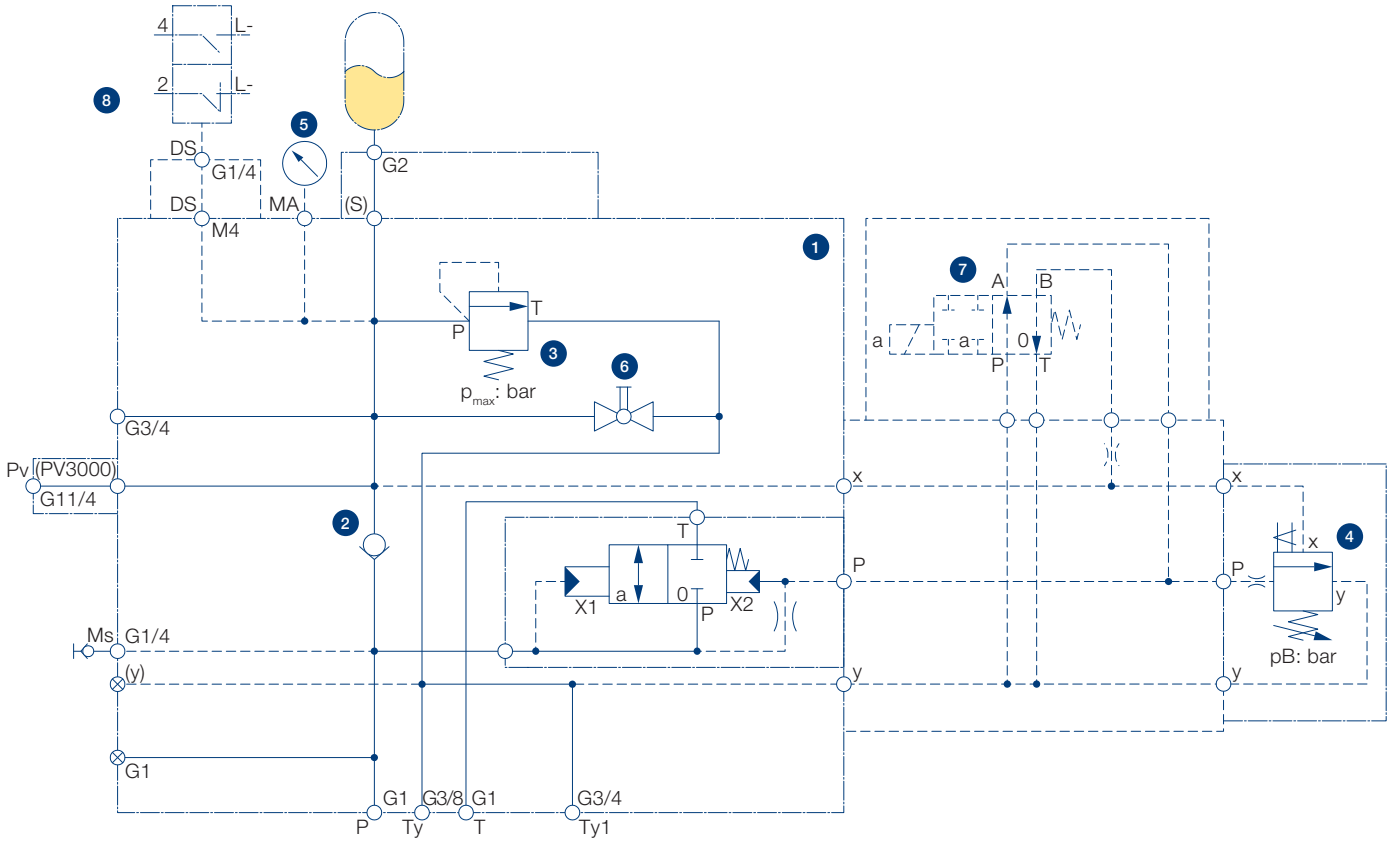 4 L-
8
2 L-
5
DS
G1/4
G2
DS
M4
MA
(S)
1
7
A B
a
a
0
P T
P
T
3
pmax: bar
6
G3/4
Pv (PV3000)
G11/4
x
x
2
T
X1
a
0
P
X2
P
P
x
4
y
pB: bar
Ms
G1/4
(y)
y
y
G1
G1 G3/8 G1 G3/4
P Ty T Ty1